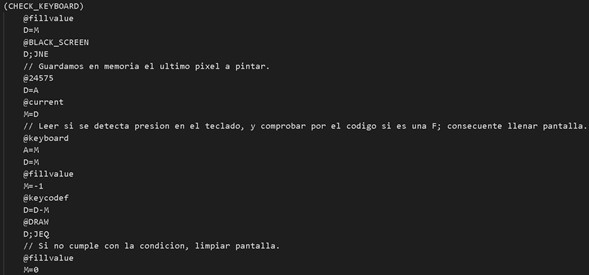 (CHECK_KEYBOARD)
@fillvalue
D=M
@BLACK_SCREEN
D;JNE
// Guardamos en memoria el ultimo pixel a pintar.
@24575
D=A
@current
M=D
// Leer si se detecta presion en el teclado, y comprobar por el codigo si es una F; consecuente llenar pantalla.
@keyboard
A=M
D=M
@fillvalue
M=-1
@keycodef
D=D-M
@DRAW
D;JEQ
// Si no cumple con la condicion, limpiar pantalla.
@fillvalue
M=0